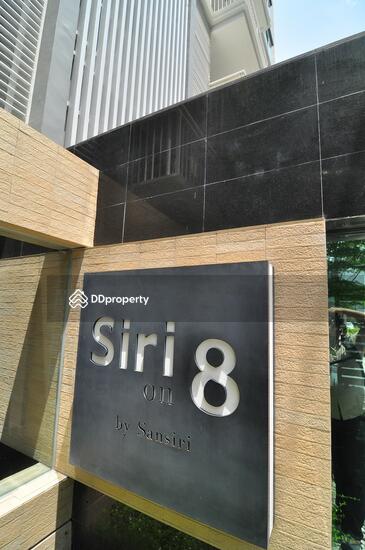 DDproperty
Siri
on
8
by Sansiri